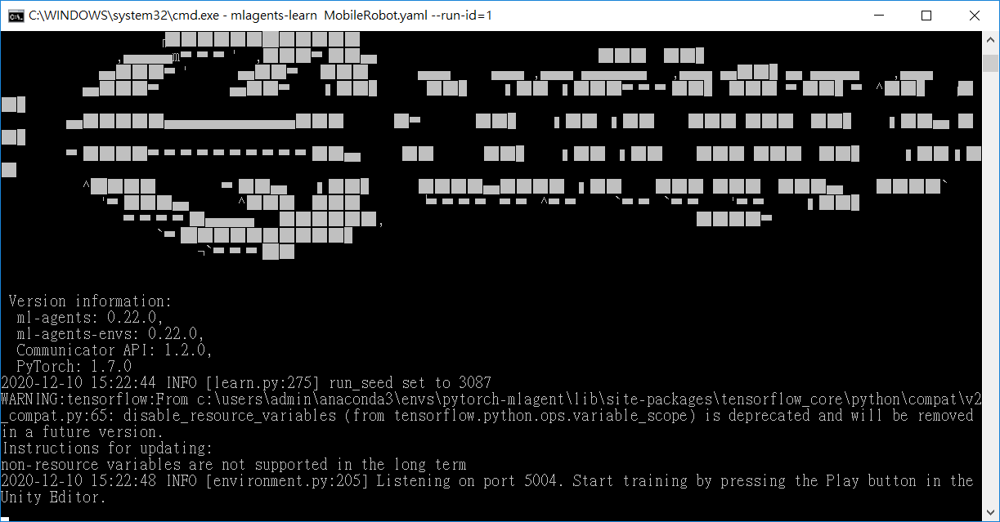 C:\WINDOWS\system32\cmd.exe - mlagents-learn  MobileRobot.yaml --run-id=1
Version information:
ml-agents: 0.22.0,
ml-agents-envs: 0.22.0,
Communicator API: 1.2.0,
PyTorch: 1.7.0
2020-12-10 15:22:44 INFO [learn.py:275] run_seed set to 3087
WARNING:tensorflow:From c:\users\admin\anaconda3\envs\pytorch-mlagent\lib\site-packages\tensorflow_core\python\compat\v2
_compat.py:65: disable_resource_variables (from tensorflow.python.ops.variable_scope) is deprecated and will be removed
in a future version.
Instructions for updating:
non-resource variables are not supported in the long term
2020-12-10 15:22:48 INFO [environment.py:205] Listening on port 5004. Start training by pressing the Play button in the
Unity Editor.